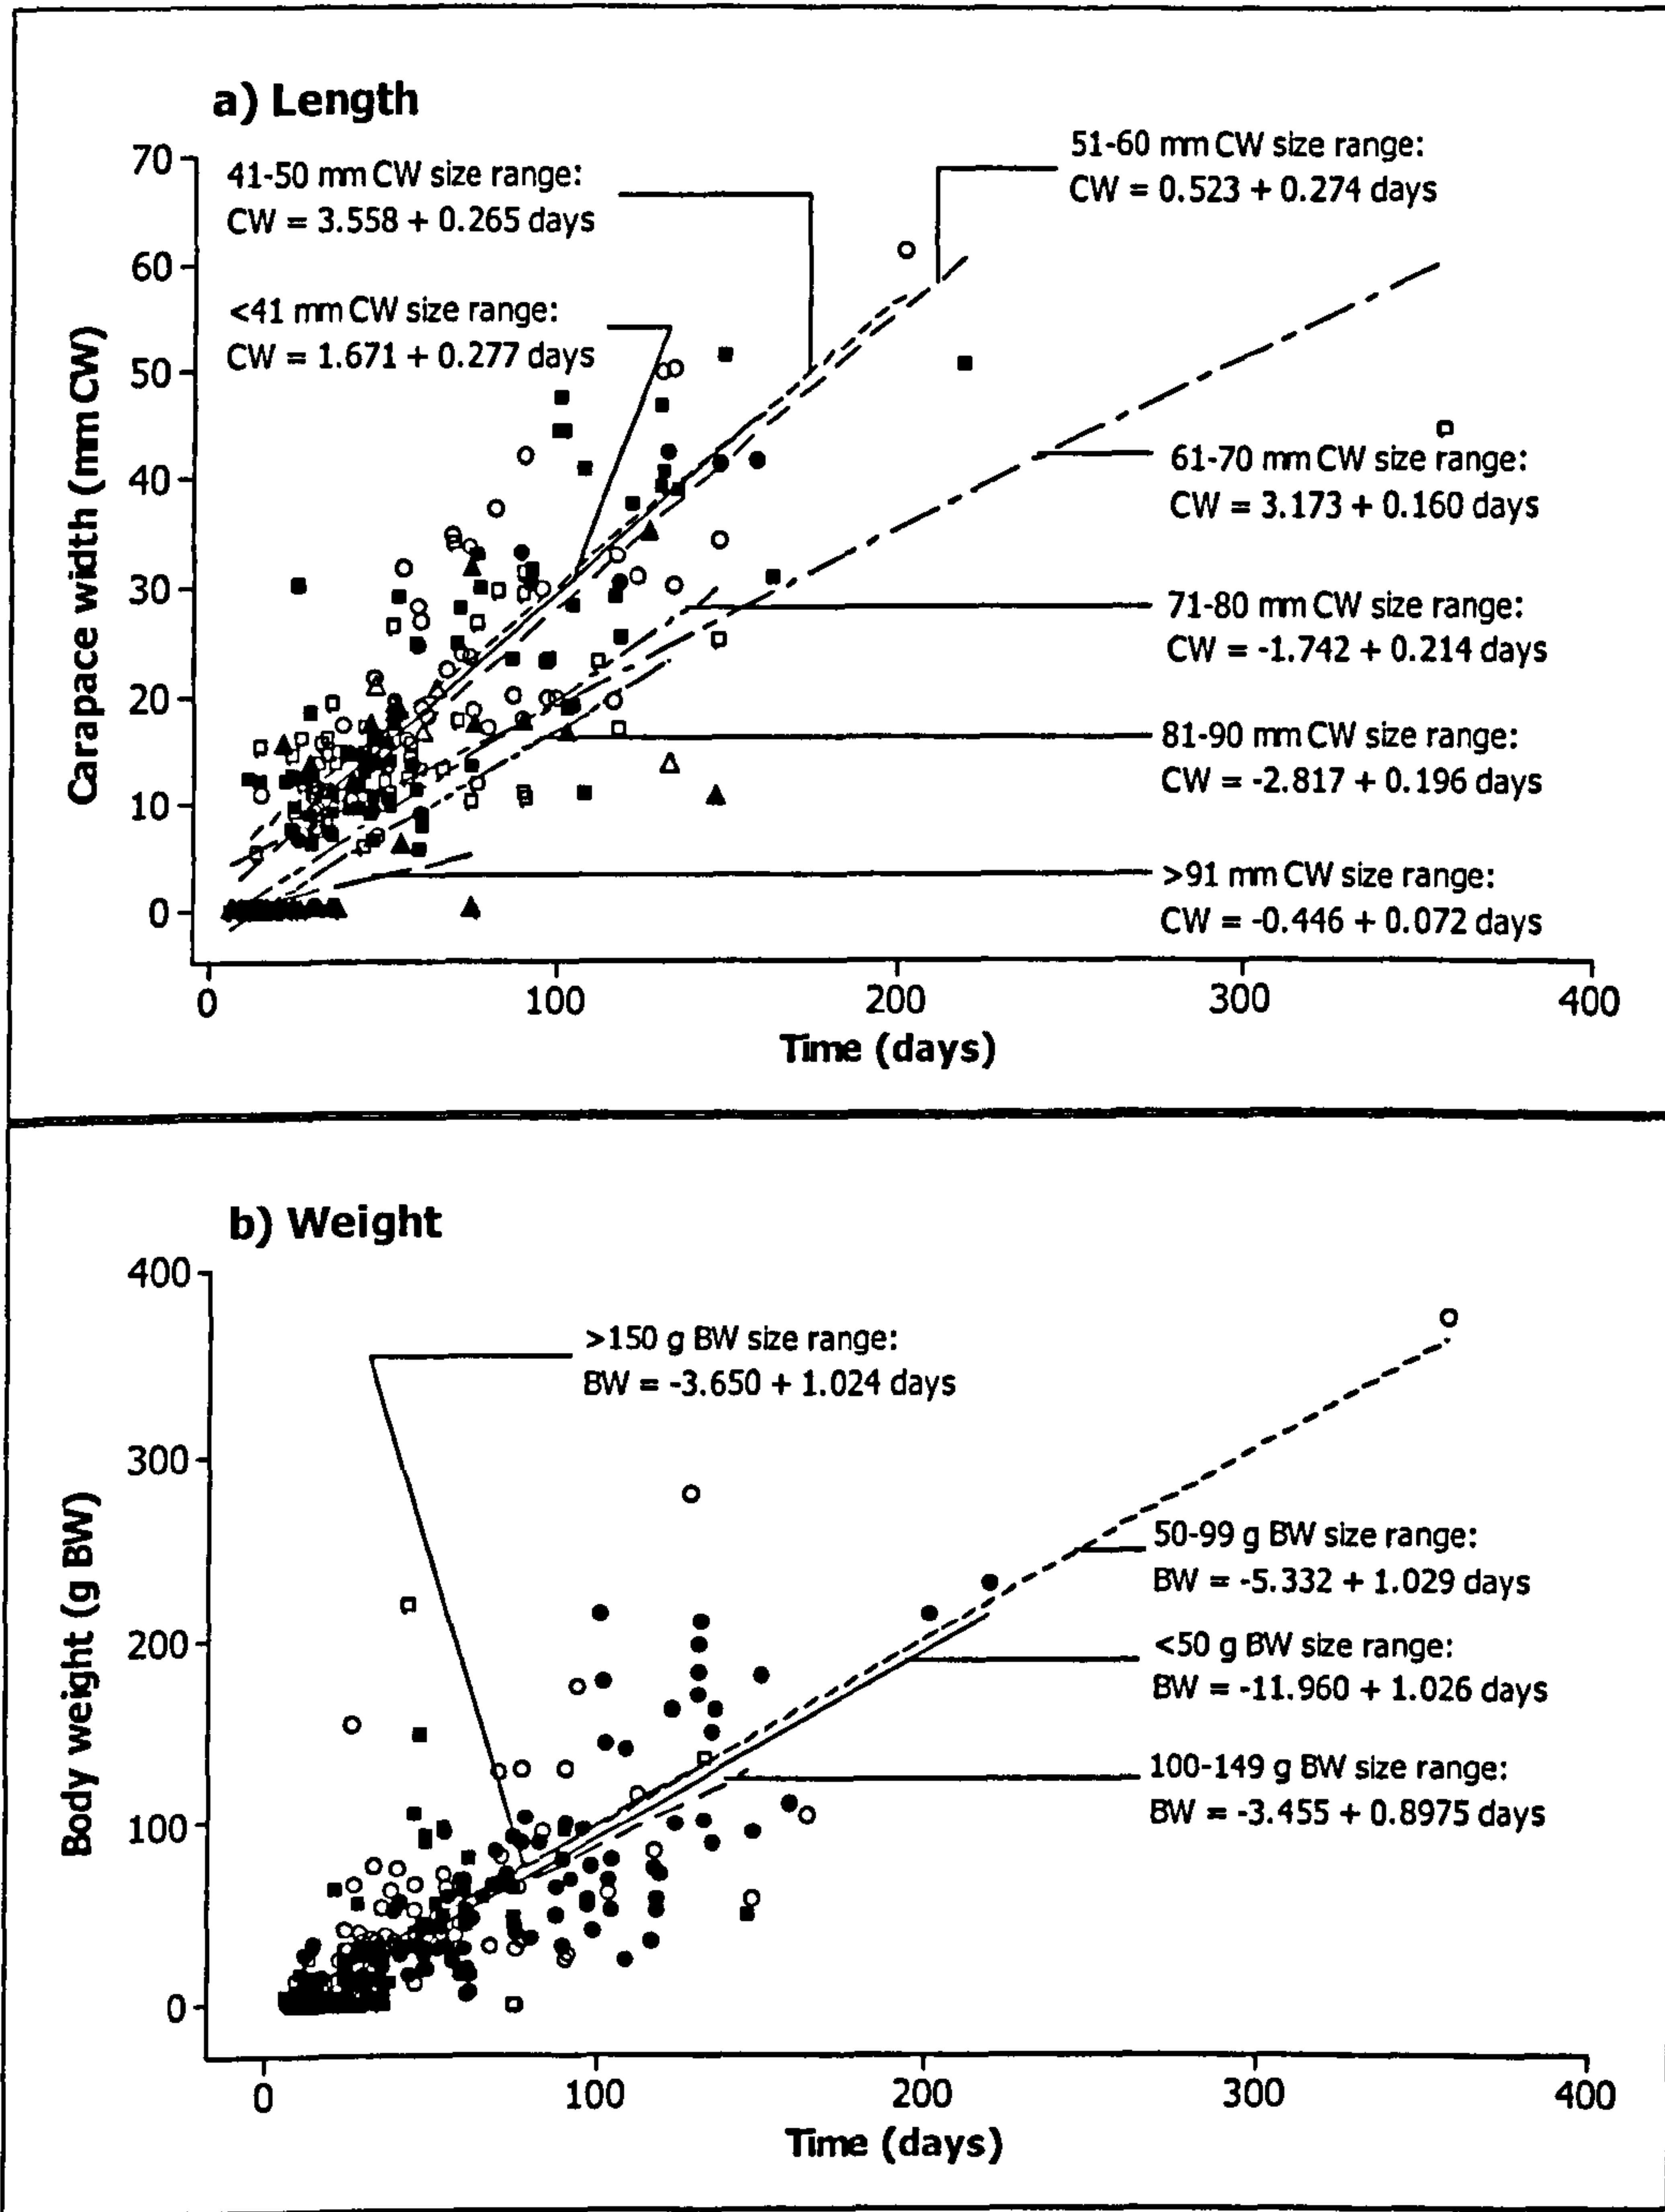 a) Length
70
60
50
40
30
20
10
0
Carapace width (mm CW)
41-50 mm CW size range:
CW = 3.558 + 0.265 days
<41 mm CW size range:
CW = 1.671 + 0.277 days
51-60 mm CW size range:
CW = 0.523 + 0.274 days
61-70 mm CW size range:
CW = 3.173 + 0.160 days
71-80 mm CW size range:
CW = -1.742 + 0.214 days
81-90 mm CW size range:
CW = -2.817 + 0.196 days
>91 mm CW size range:
CW = -0.446 + 0.072 days
0 100 200 300 400
Time (days)
b) Weight
400
300
200
100
0
Body weight (g BW)
>150 g BW size range:
BW = -3.650 + 1.024 days
50-99 g BW size range:
BW = -5.332 + 1.029 days
<50 g BW size range:
BW = -11.960 + 1.026 days
100-149 g BW size range:
BW = -3.455 + 0.8975 days
0 100 200 300 400
Time (days)